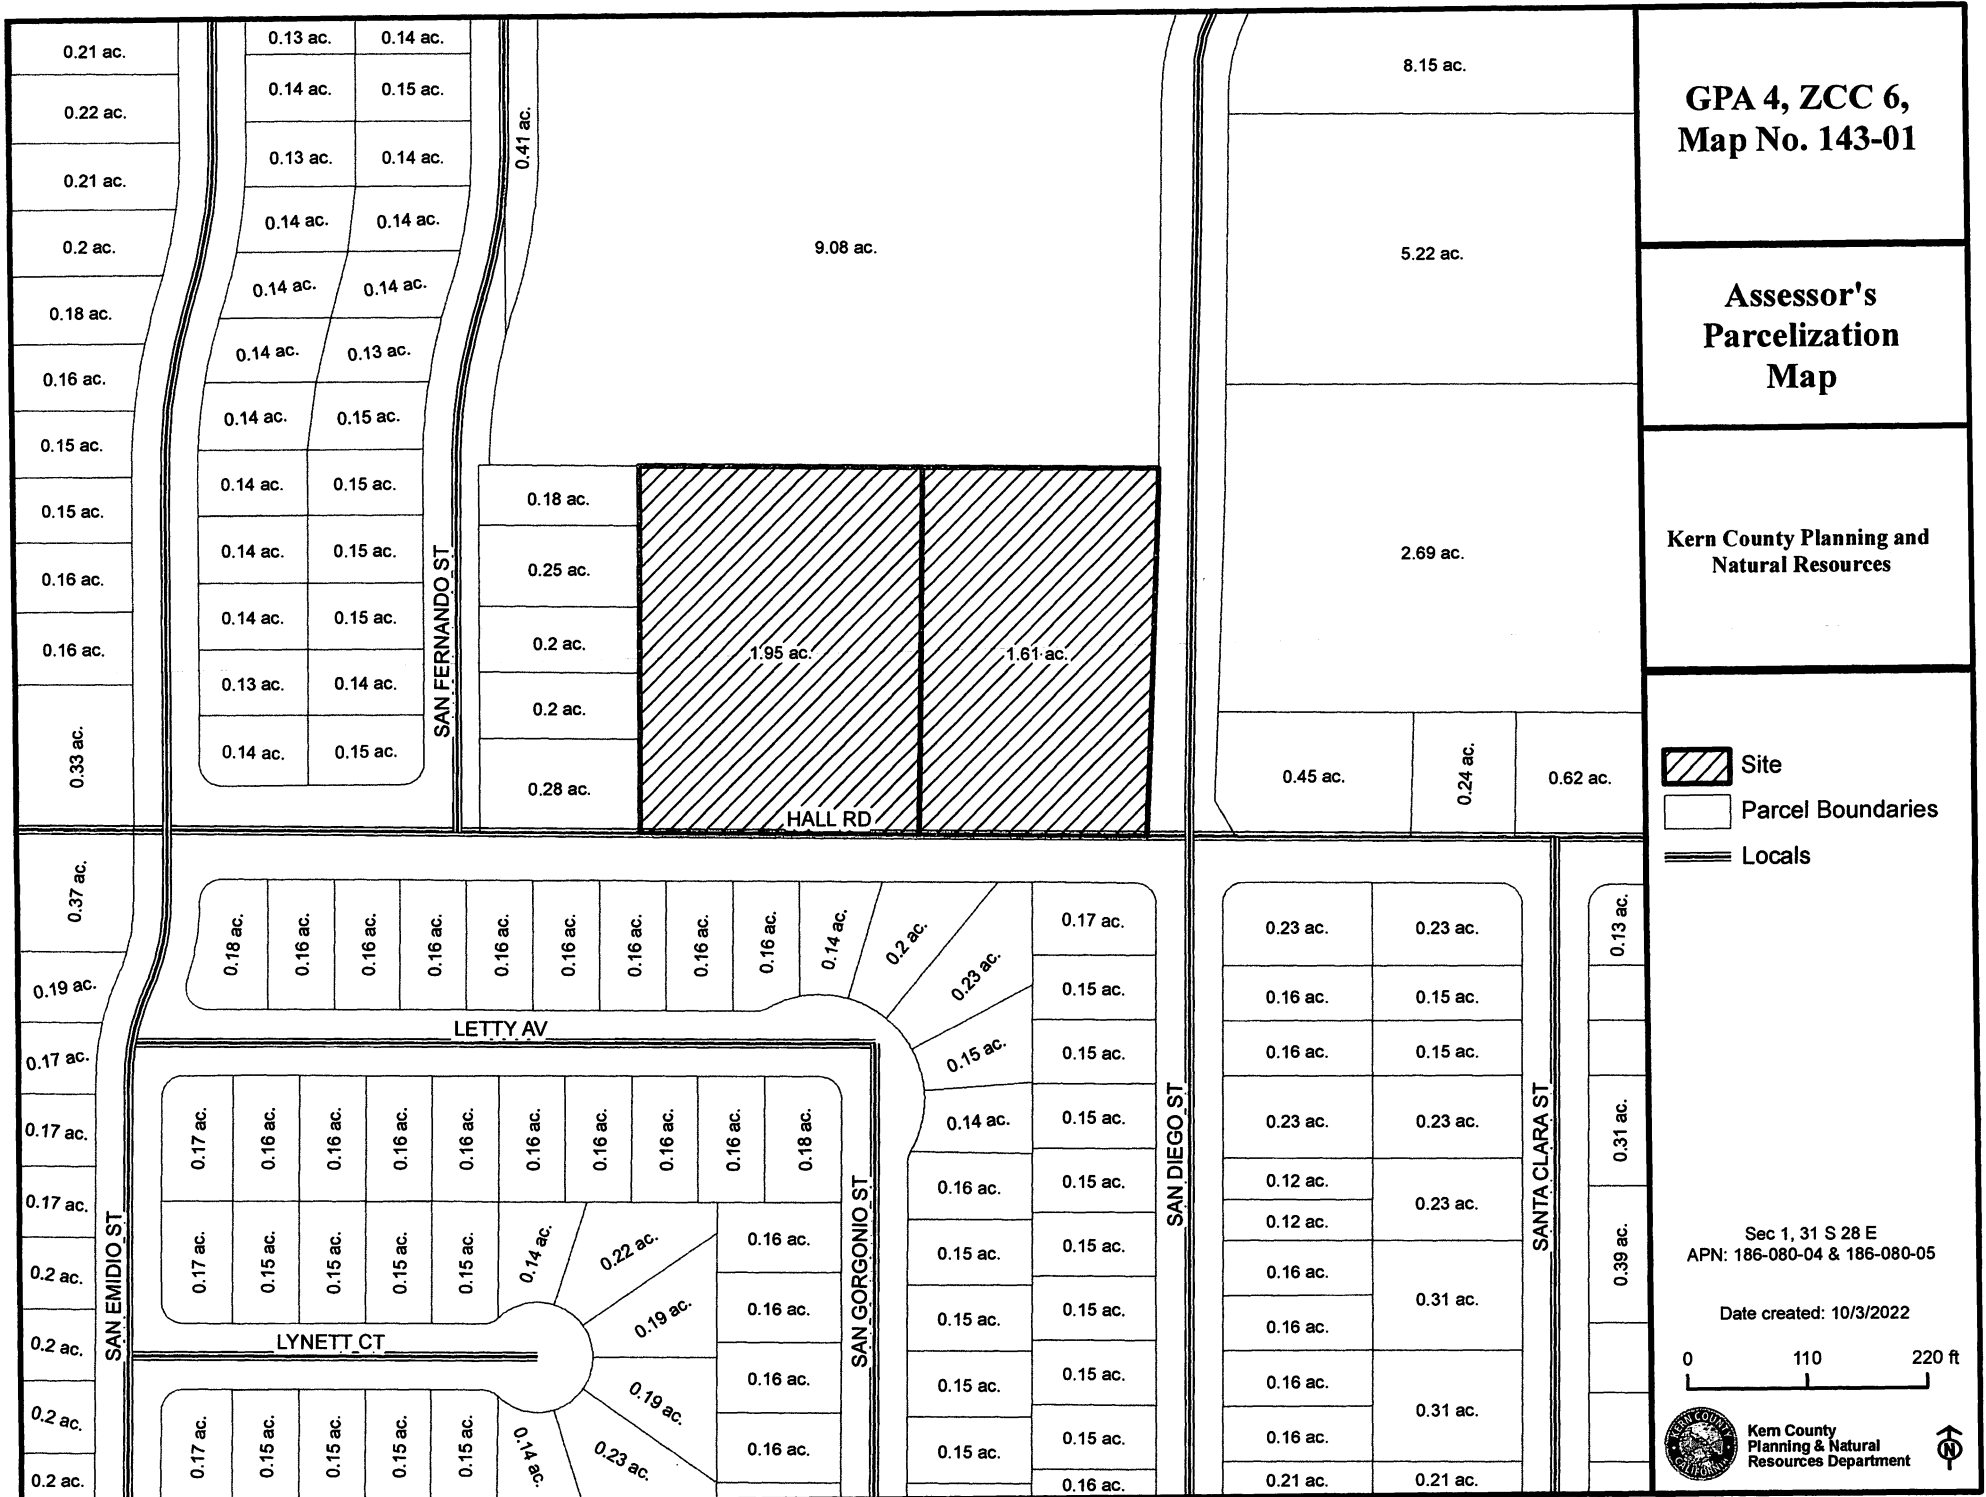 0.21 ac.
0.22 ac.
0.21 ac.
0.2 ac.
0.18 ac.
0.16 ac.
0.15 ac.
0.15 ac.
0.16 ac.
0.16 ac.
0.33 ac.
0.37 ac.
0.19 ac.
0.17 ac.
0.17 ac.
0.17 ac.
0.2 ac.
0.2 ac.
0.2 ac.
0.2 ac.
0.13 ac. 0.14 ac.
0.14 ac. 0.15 ac.
0.13 ac. 0.14 ac.
0.14 ac. 0.14 ac.
0.14 ac. 0.14 ac.
0.14 ac. 0.13 ac.
0.14 ac. 0.15 ac.
0.14 ac. 0.15 ac.
0.14 ac. 0.15 ac.
0.14 ac. 0.15 ac.
0.13 ac. 0.14 ac.
0.14 ac. 0.15 ac.
SAN FERNANDO ST
0.41 ac.
9.08 ac.
0.18 ac.
0.25 ac.
0.2 ac.
0.2 ac.
0.28 ac.
1.95 ac.
1.61 ac.
HALL RD
8.15 ac.
5.22 ac.
2.69 ac.
0.45 ac.
0.24 ac.
0.62 ac.
0.18 ac.
0.16 ac.
0.16 ac.
0.16 ac.
0.16 ac.
0.16 ac.
0.16 ac.
0.16 ac.
0.16 ac.
0.14 ac.
0.2 ac.
0.23 ac.
0.15 ac.
0.14 ac.
0.16 ac.
0.15 ac.
0.15 ac.
0.15 ac.
0.15 ac.
0.17 ac.
0.15 ac.
0.15 ac.
0.15 ac.
0.15 ac.
0.15 ac.
0.15 ac.
0.15 ac.
0.15 ac.
0.16 ac.
LETTY AV
0.17 ac.
0.16 ac.
0.16 ac.
0.16 ac.
0.16 ac.
0.16 ac.
0.16 ac.
0.16 ac.
0.16 ac.
0.18 ac.
0.17 ac.
0.15 ac.
0.15 ac.
0.15 ac.
0.15 ac.
0.14 ac.
0.22 ac.
0.19 ac.
0.19 ac.
0.23 ac.
0.14 ac.
0.16 ac.
0.16 ac.
0.16 ac.
0.16 ac.
SAN EMIDIO ST
LYNETT CT
0.17 ac.
0.15 ac.
0.15 ac.
0.15 ac.
0.15 ac.
SAN GORGONIO ST
SAN DIEGO ST
0.23 ac. 0.23 ac.
0.16 ac. 0.15 ac.
0.16 ac. 0.15 ac.
0.23 ac. 0.23 ac.
0.12 ac.
0.12 ac.
0.23 ac.
0.16 ac.
0.16 ac.
0.31 ac.
0.16 ac.
0.16 ac.
0.31 ac.
0.21 ac. 0.21 ac.
SANTA CLARA ST
0.13 ac.
0.31 ac.
0.39 ac.
GPA 4, ZCC 6,
Map No. 143-01
Assessor's
Parcelization
Map
Kern County Planning and
Natural Resources
Site
Parcel Boundaries
Locals
Sec 1, 31 S 28 E
APN: 186-080-04 & 186-080-05
Date created: 10/3/2022
0 110 220 ft
KERN COUNTY
CALIFORNIA
Kern County
Planning & Natural
Resources Department
N